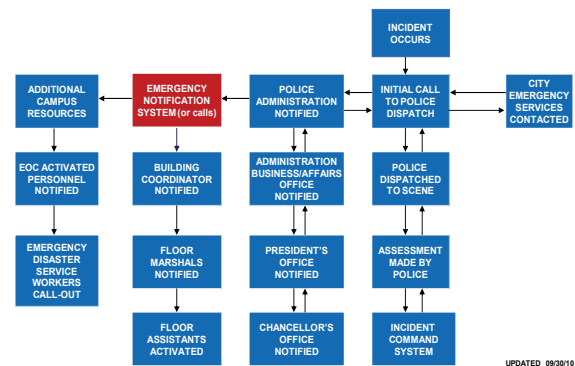 INCIDENT
OCCURS
ADDITIONAL
CAMPUS
RESOURCES
EMERGENCY
NOTIFICATION
SYSTEM (or calls)
POLICE
ADMINISTRATION
NOTIFIED
INITIAL CALL
TO POLICE
DISPATCH
CITY
EMERGENCY
SERVICES
CONTACTED
EOC ACTIVATED
PERSONNEL
NOTIFIED
BUILDING
COORDINATOR
NOTIFIED
ADMINISTRATION
BUSINESS/AFFAIRS
OFFICE
NOTIFIED
POLICE
DISPATCHED
TO SCENE
EMERGENCY
DISASTER
SERVICE
WORKERS
CALL-OUT
FLOOR
MARSHALS
NOTIFIED
PRESIDENT'S
OFFICE
NOTIFIED
ASSESSMENT
MADE BY
POLICE
FLOOR
ASSISTANTS
ACTIVATED
CHANCELLOR'S
OFFICE
NOTIFIED
INCIDENT
COMMAND
SYSTEM
UPDATED 09/30/10